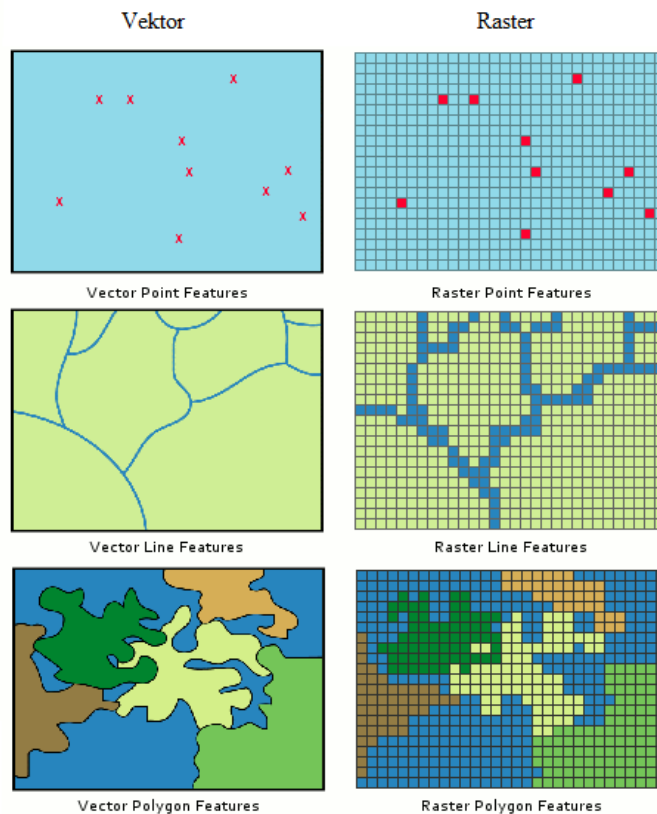 Vektor Raster
Vector Point Features Raster Point Features
Vector Line Features Raster Line Features
Vector Polygon Features Raster Polygon Features